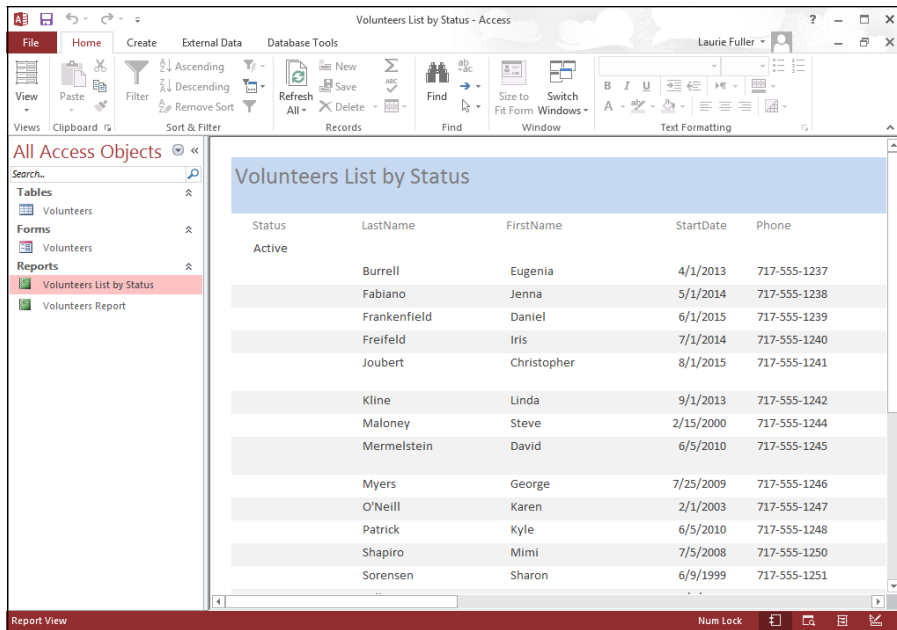 Volunteers List by Status - Access
?
File Home Create External Data Database Tools Laurie Fuller
View
Paste
Filter
Ascending
Descending
Remove Sort
Refresh All
New
Save
Delete
ABC
Find
ab ac
Size to Fit Form
Switch Windows
B I U
A aby
Views Clipboard Sort & Filter Records Find Window Text Formatting
All Access Objects «
Search...
Tables
Volunteers
Forms
Volunteers
Reports
Volunteers List by Status
Volunteers Report
Volunteers List by Status
Status LastName FirstName StartDate Phone
Active
Burrell Eugenia 4/1/2013 717-555-1237
Fabiano Jenna 5/1/2014 717-555-1238
Frankenfield Daniel 6/1/2015 717-555-1239
Freifeld Iris 7/1/2014 717-555-1240
Joubert Christopher 8/1/2015 717-555-1241
Kline Linda 9/1/2013 717-555-1242
Maloney Steve 2/15/2000 717-555-1244
Mermelstein David 6/5/2010 717-555-1245
Myers George 7/25/2009 717-555-1246
O'Neill Karen 2/1/2003 717-555-1247
Patrick Kyle 6/5/2010 717-555-1248
Shapiro Mimi 7/5/2008 717-555-1250
Sorensen Sharon 6/9/1999 717-555-1251
Report View Num Lock